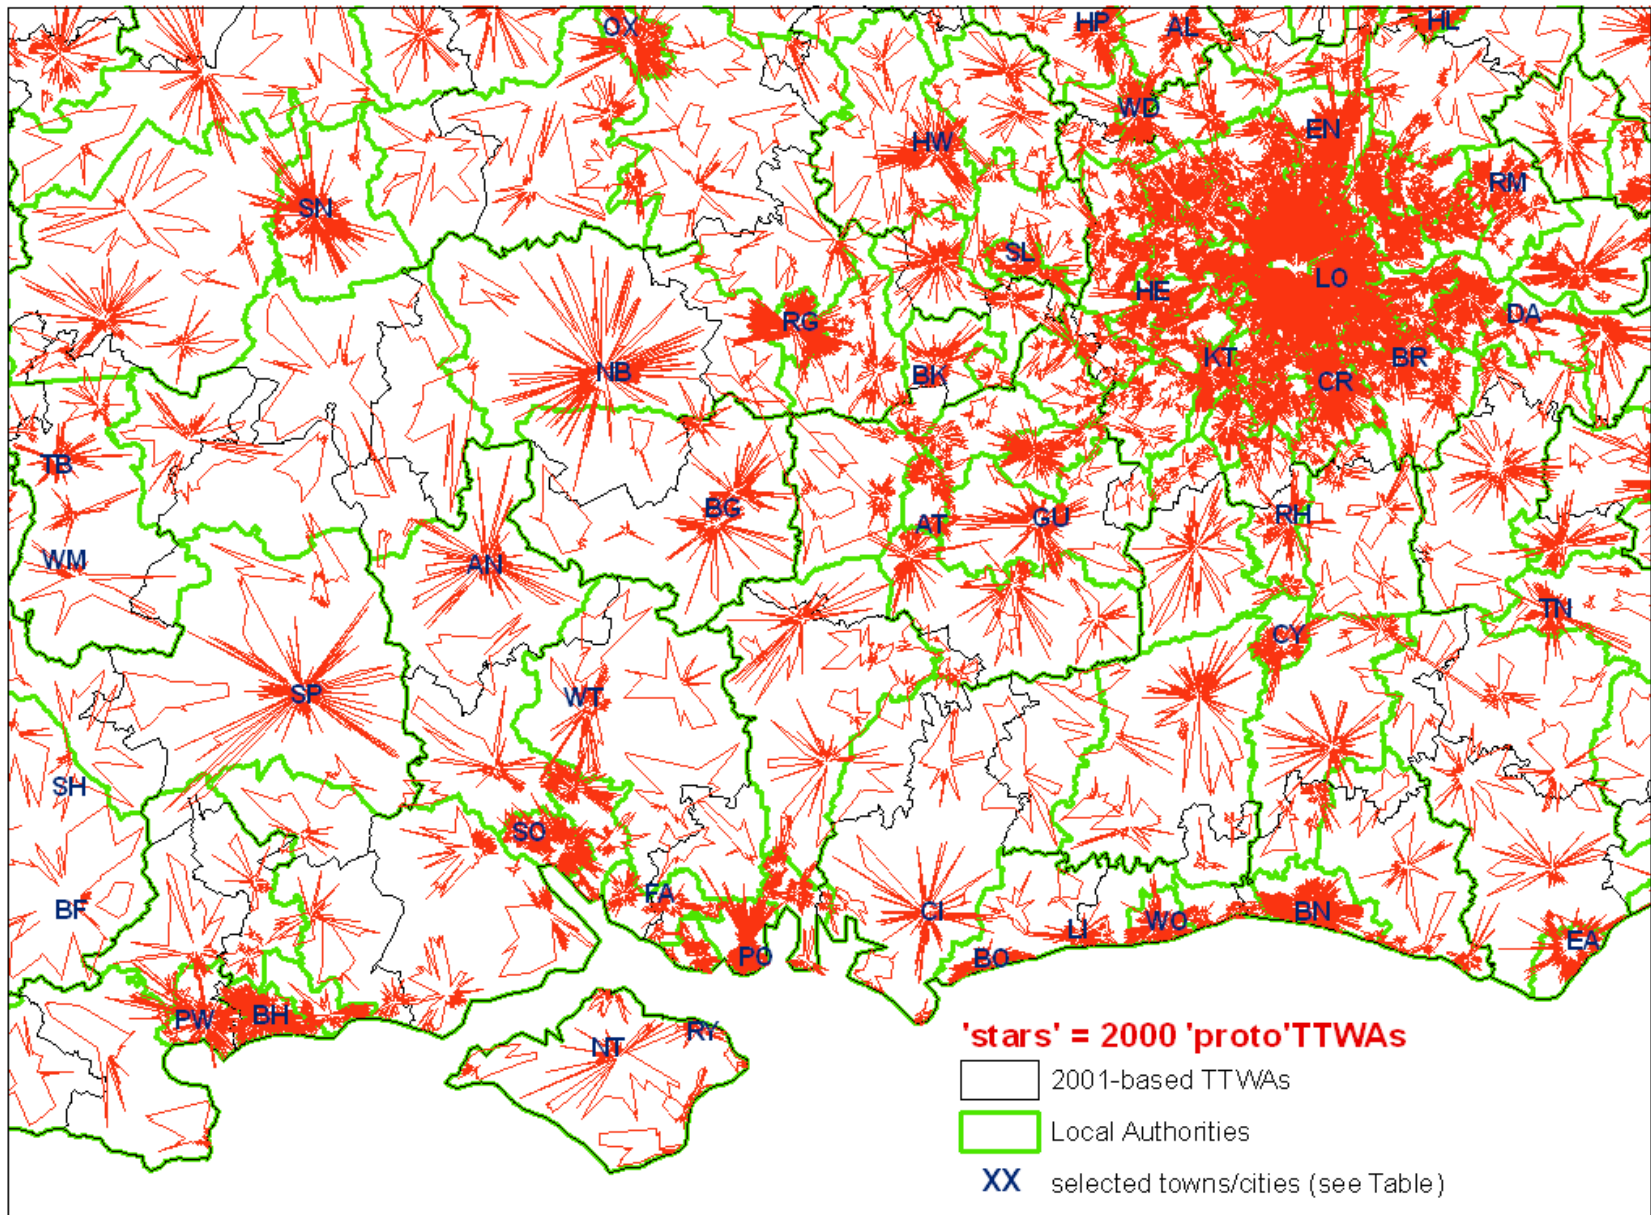 OX
HP
AL
HL
WD
EN
HW
RM
SN
SL
LO
HE
DA
RG
KT
BR
NB
BK
CR
TB
BG
AT
GU
RH
WM
AN
TN
CY
SP
WT
SH
SO
FA
BF
CI
LI
WO
BN
EA
PO
BO
PW
BH
NT
RY
'stars' = 2000 'proto'TTWAs
2001-based TTWAs
Local Authorities
XX selected towns/cities (see Table)